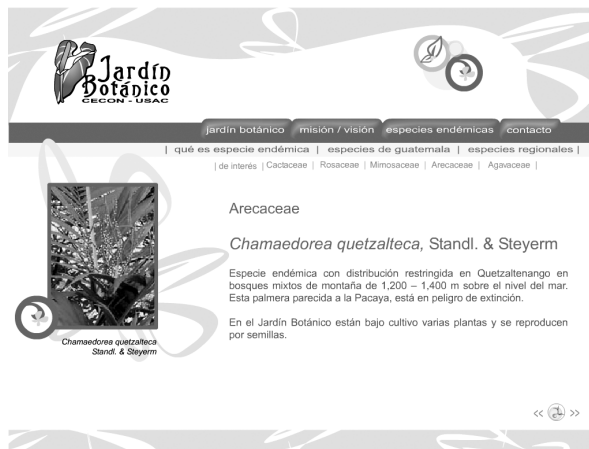 Jardín
Botánico
CECON - USAC
jardín botánico misión / visión especies endémicas contacto
| qué es especie endémica | especies de guatemala | especies regionales |
| de interés | Cactaceae | Rosaceae | Mimosaceae | Arecaceae | Agavaceae |
Arecaceae
Chamaedorea quetzalteca, Standl. & Steyerm
Especie endémica con distribución restringida en Quetzaltenango en
bosques mixtos de montaña de 1,200 – 1,400 m sobre el nivel del mar.
Esta palmera parecida a la Pacaya, está en peligro de extinción.
En el Jardín Botánico están bajo cultivo varias plantas y se reproducen
por semillas.
Chamaedorea quetzalteca
Standl. & Steyerm
<< >>